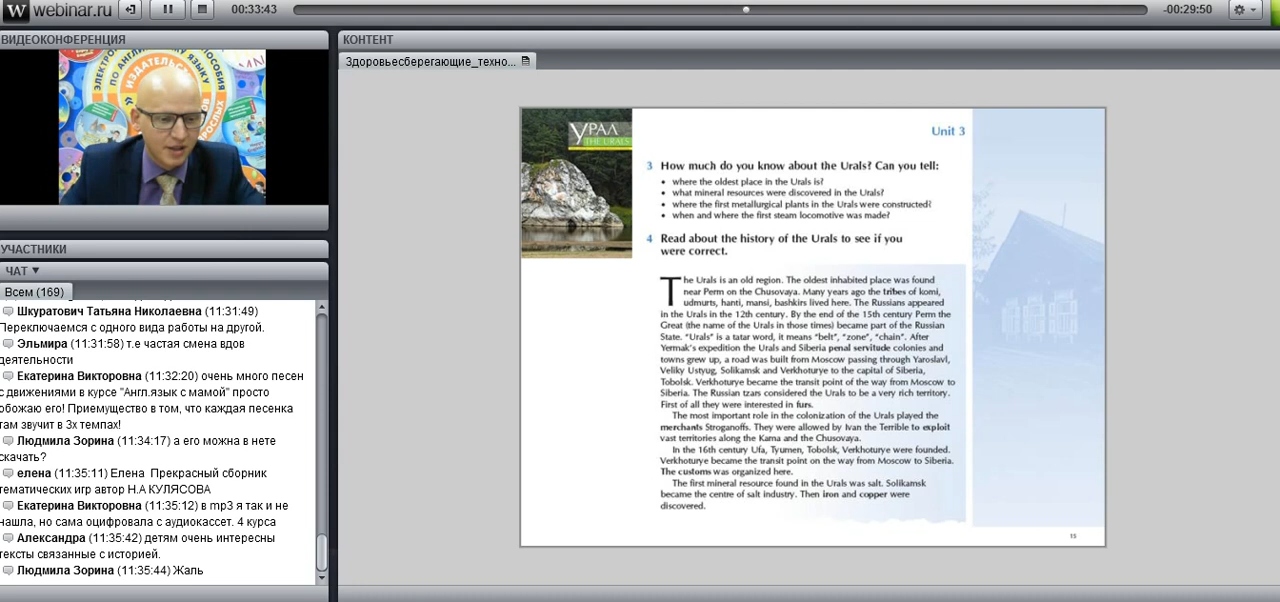 W webinar.ru
00:33:43
-00:29:50
ВИДЕОКОНФЕРЕНЦИЯ
ЭЛЕКТРО
ПО АНГЛИ
ЯЗЫКУ
ПОСОБИЯ
ИЗДАТЕЛЬС
УЧАСТНИКИ
ЧАТ ▼
Всем (169)
Шкуратович Татьяна Николаевна (11:31:49)
Переключаемся с одного вида работы на другой.
Эльмира (11:31:58) т.е частая смена вдов
деятельности
Екатерина Викторовна (11:32:20) очень много песен
с движениями в курсе "Англ.язык с мамой" просто
обожаю его! Приемущество в том, что каждая песенка
там звучит в 3х темпах!
Людмила Зорина (11:34:17) а его можна в нете
скачать?
елена (11:35:11) Елена Прекрасный сборник
тематических игр автор Н.А КУЛЯСОВА
Екатерина Викторовна (11:35:12) в mp3 я так и не
нашла, но сама оцифровала с аудиокассет. 4 курса
Александра (11:35:42) детям очень интересны
тексты связанные с историей.
Людмила Зорина (11:35:44) Жаль
КОНТЕНТ
Здоровьесберегающие_техно...
УРАЛ
THE URALS
Unit 3
3 How much do you know about the Urals? Can you tell:
• where the oldest place in the Urals is?
• what mineral resources were discovered in the Urals?
• where the first metallurgical plants in the Urals were constructed?
• when and where the first steam locomotive was made?
4 Read about the history of the Urals to see if you
were correct.
The Urals is an old region. The oldest inhabited place was found
near Perm on the Chusovaya. Many years ago the tribes of komi,
udmurts, hanti, mansi, bashkirs lived here. The Russians appeared
in the Urals in the 12th century. By the end of the 15th century Perm the
Great (the name of the Urals in those times) became part of the Russian
State. "Urals" is a tatar word, it means "belt", "zone", "chain". After
Yermak's expedition the Urals and Siberia penal servitude colonies and
towns grew up, a road was built from Moscow passing through Yaroslavl,
Veliky Ustyug, Solikamsk and Verkhoturye to the capital of Siberia,
Tobolsk. Verkhoturye became the transit point of the way from Moscow to
Siberia. The Russian tzars considered the Urals to be a very rich territory.
First of all they were interested in furs.
The most important role in the colonization of the Urals played the
merchants Stroganoffs. They were allowed by Ivan the Terrible to exploit
vast territories along the Kama and the Chusovaya.
In the 16th century Ufa, Tyumen, Tobolsk, Verkhoturye were founded.
Verkhoturye became the transit point on the way from Moscow to Siberia.
The customs was organized here.
The first mineral resource found in the Urals was salt. Solikamsk
became the centre of salt industry. Then iron and copper were
discovered.
15